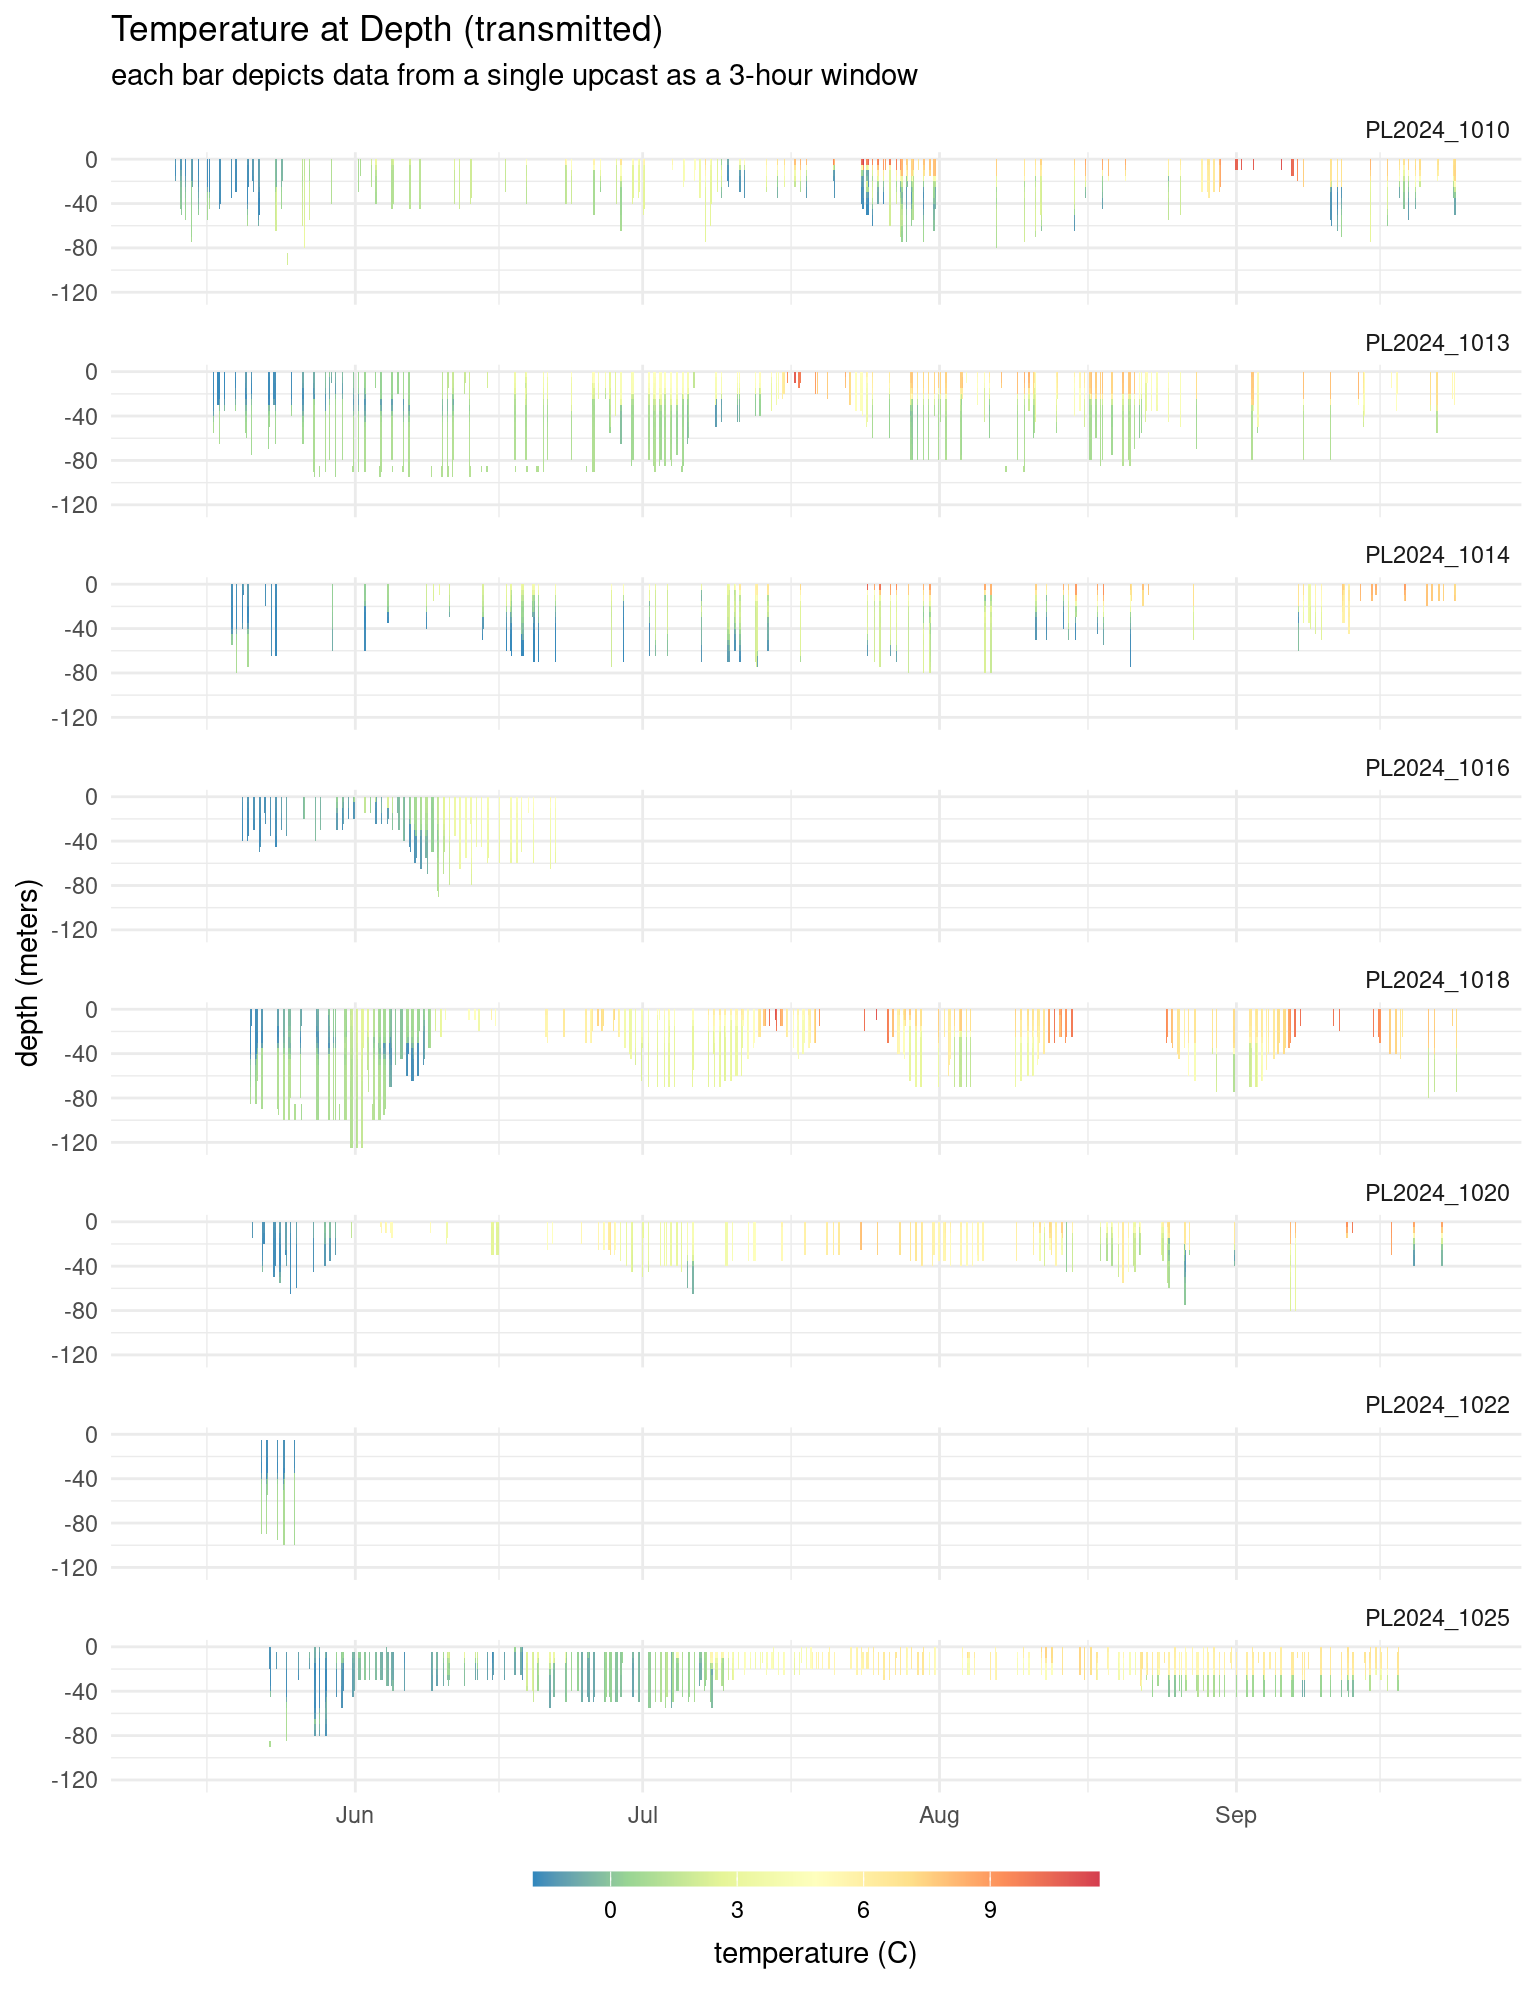 Temperature at Depth (transmitted)
each bar depicts data from a single upcast as a 3-hour window
PL2024_1010
0
-40
-80
-120
PL2024_1013
0
-40
-80
-120
PL2024_1014
0
-40
-80
-120
PL2024_1016
0
-40
-80
-120
depth (meters)
PL2024_1018
0
-40
-80
-120
PL2024_1020
0
-40
-80
-120
PL2024_1022
0
-40
-80
-120
PL2024_1025
0
-40
-80
-120
Jun Jul Aug Sep
0 3 6 9
temperature (C)